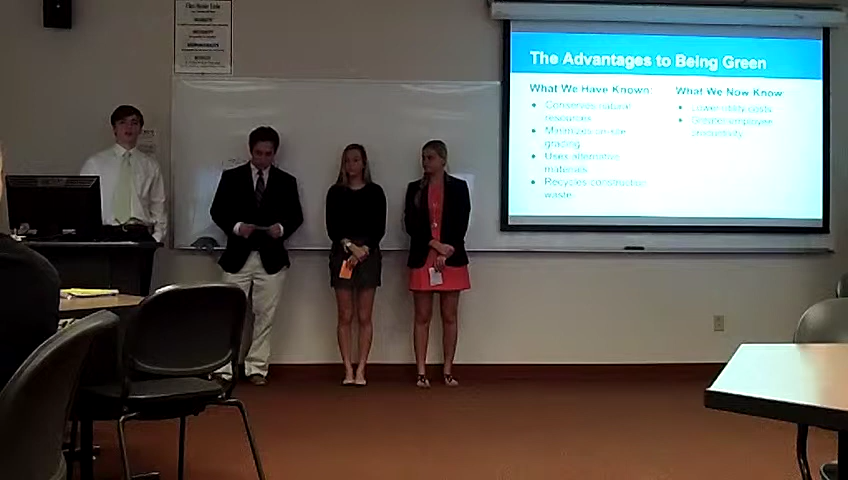 RESPONSIBILITY
The Advantages to Being Green
What We Have Known:
● Conserves natural
resources
● Minimizes on-site
grading
● Uses alternative
materials
● Recycles construction
waste
What We Now Know:
● Lower utility costs
● Greater employee
productivity